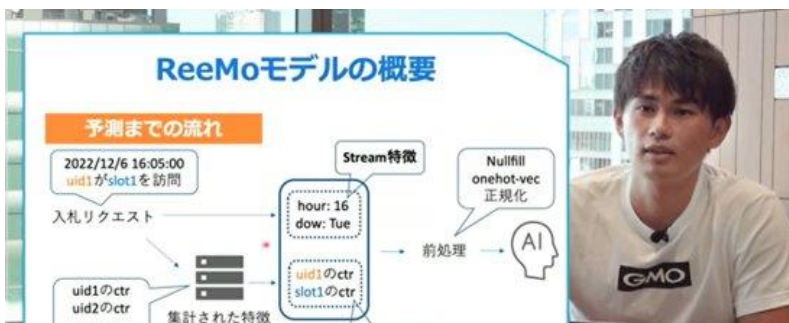 ReeMoモデルの概要
予測までの流れ
2022/12/6 16:05:00
uid1がslot1を訪問
入札リクエスト
uid1のctr
uid2のctr
集計された特徴
Stream特徴
hour: 16
dow: Tue
uid1のctr
slot1のctr
前処理
Nullfill
onehot-vec
正規化
AI
GMO